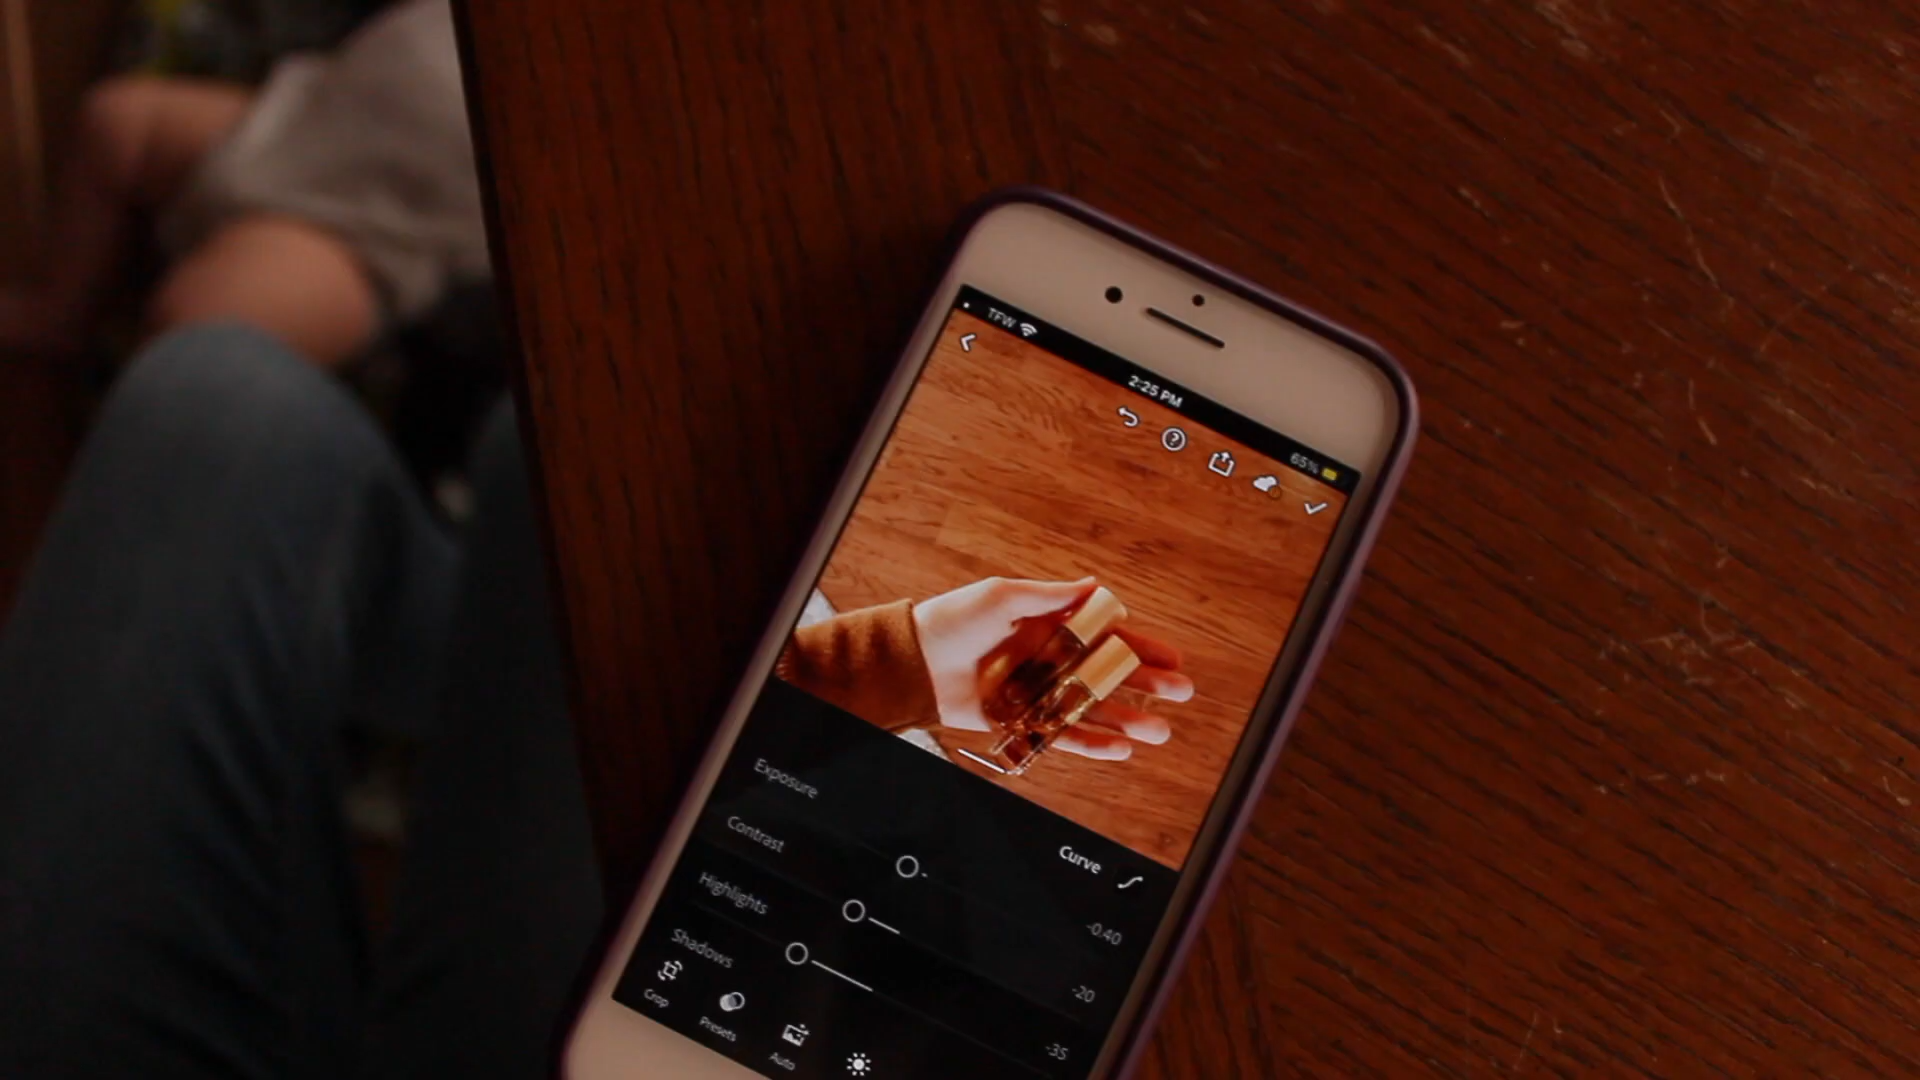 TFW
2:25 PM
65%
Curve
Exposure
-0.40
Contrast
-20
Highlights
-35
Shadows
Crop
Presets
Auto